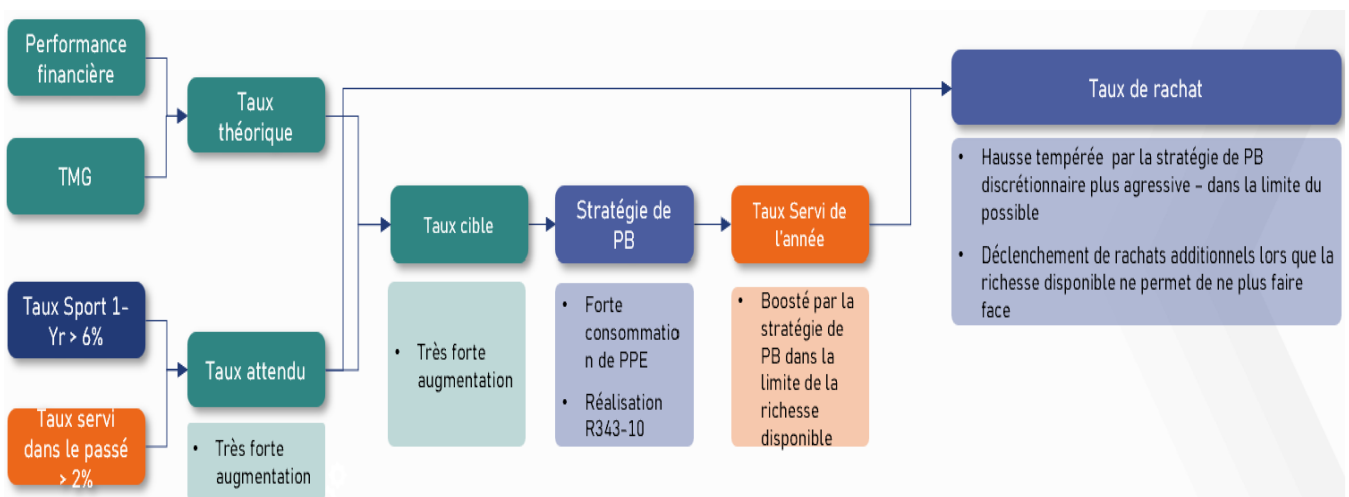 Performance
financière
TMG
Taux
théorique
Taux Sport 1-
Yr > 6%
Taux servi
dans le passé
> 2%
Taux attendu
• Très forte
augmentation
Taux cible
• Très forte
augmentation
Stratégie de
PB
• Forte
consommatio
n de PPE
• Réalisation
R343-10
Taux Servi de
l'année
• Boosté par la
stratégie de
PB dans la
limite de la
richesse
disponible
Taux de rachat
• Hausse tempérée par la stratégie de PB
discrétionnaire plus agressive – dans la limite du
possible
• Déclenchement de rachats additionnels lors que la
richesse disponible ne permet de ne plus faire
face